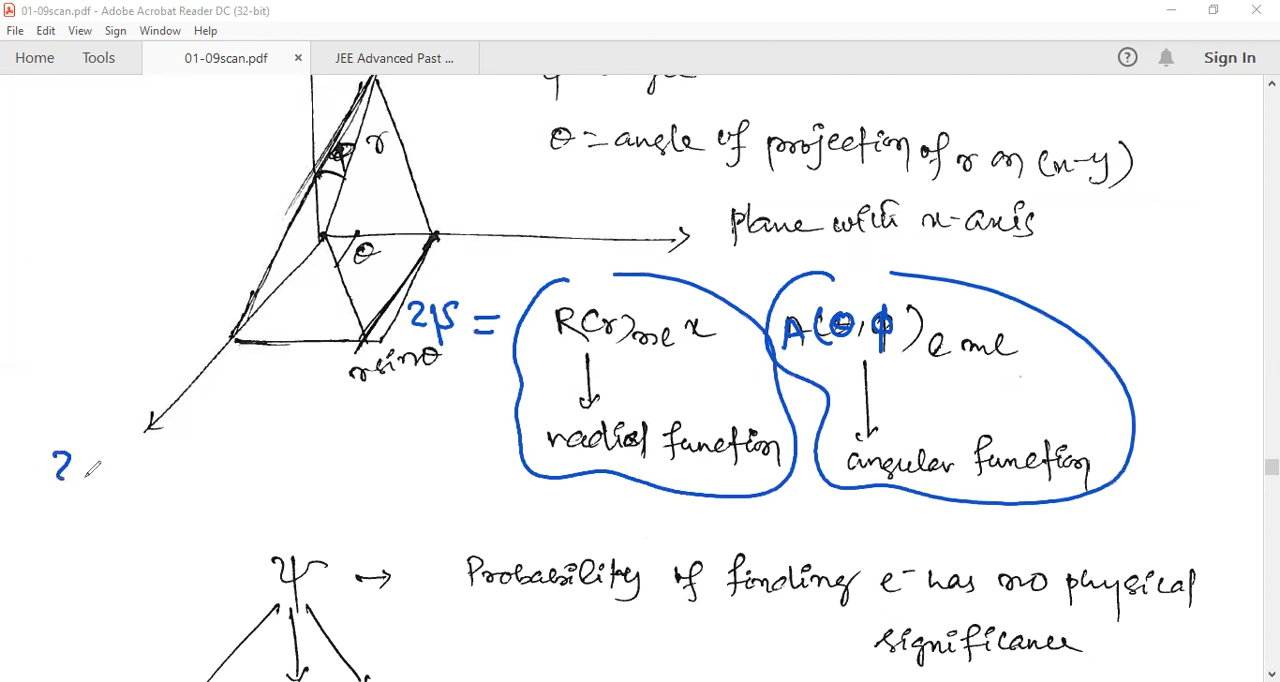 01-09scan.pdf - Adobe Acrobat Reader DC (32-bit)
File Edit View Sign Window Help
Home Tools 01-09scan.pdf × JEE Advanced Past ... Sign In
r
θ = angle of projection of r on (x-y)
plane with x-axis
θ
r sinθ
ψ = R(r)nl x A(θ,ϕ)l ml
radial function
angular function
2
ψ → Probability of finding e⁻ has no physical
significance